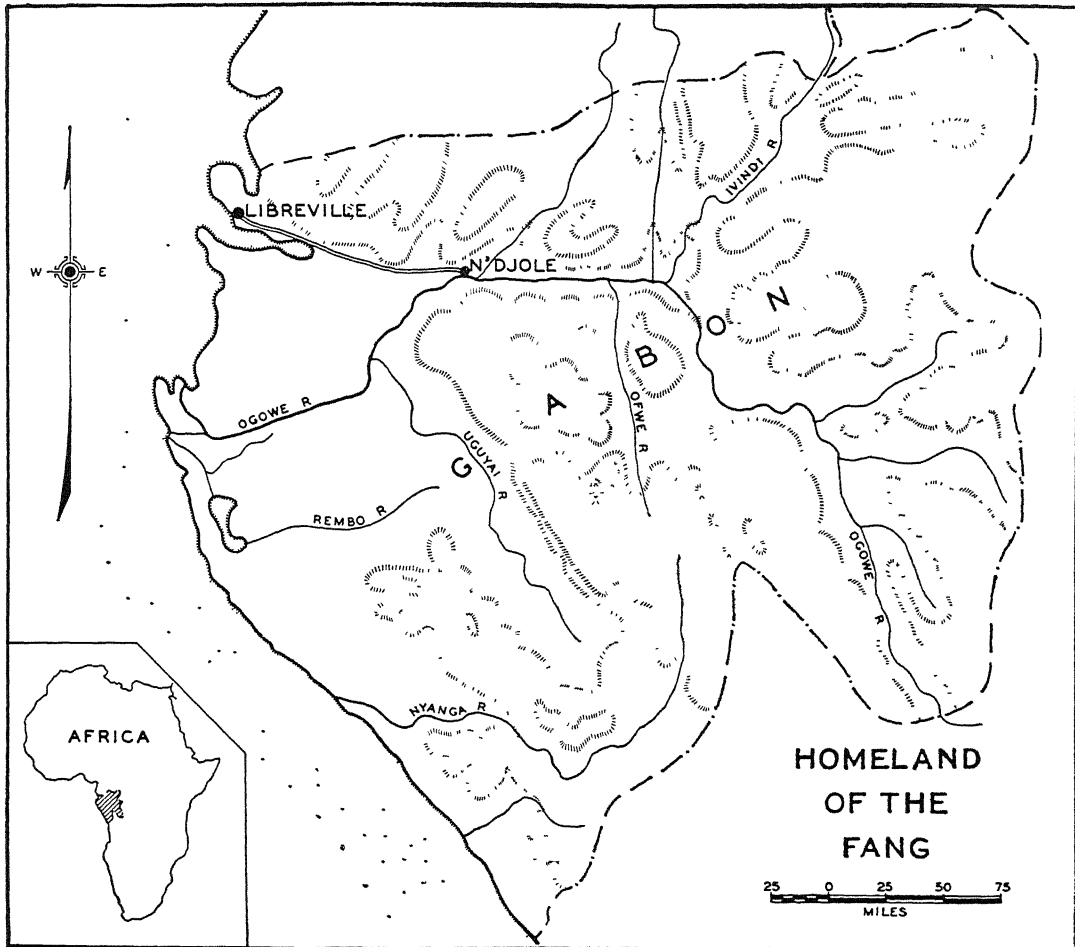 IVINDI R
LIBREVILLE
W E
N'DJOLE
G A B O N
OGOWE R
UGUYAI R
OFWE R
REMBO R
OGOWE R
NYANGA R
AFRICA
HOMELAND
OF THE
FANG
25 0 25 50 75
MILES